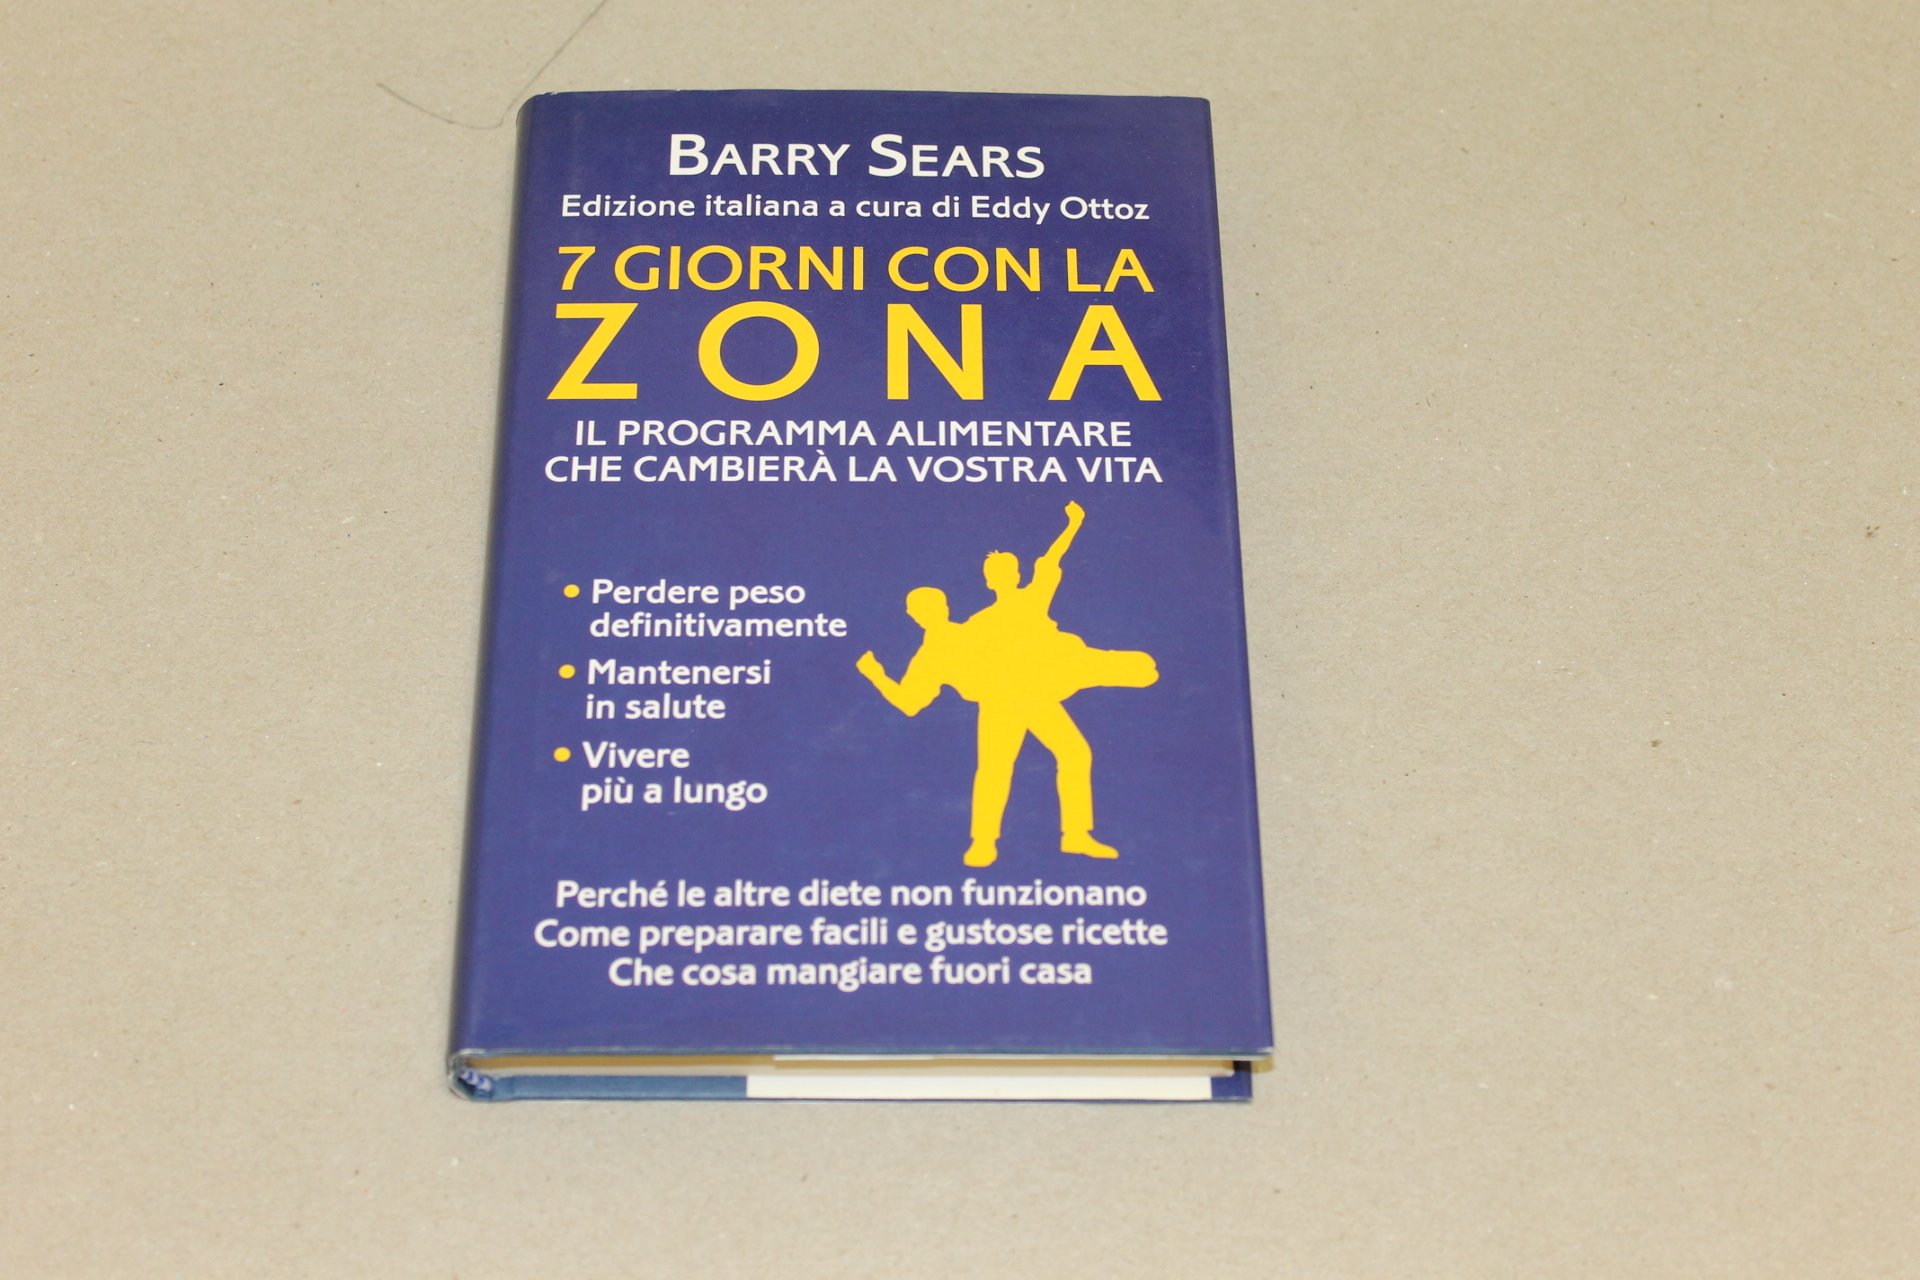 BARRY SEARS
Edizione italiana a cura di Eddy Ottoz
7 GIORNI CON LA
ZONA
IL PROGRAMMA ALIMENTARE
CHE CAMBIERÀ LA VOSTRA VITA
• Perdere peso
definitivamente
• Mantenersi
in salute
• Vivere
più a lungo
Perché le altre diete non funzionano
Come preparare facili e gustose ricette
Che cosa mangiare fuori casa